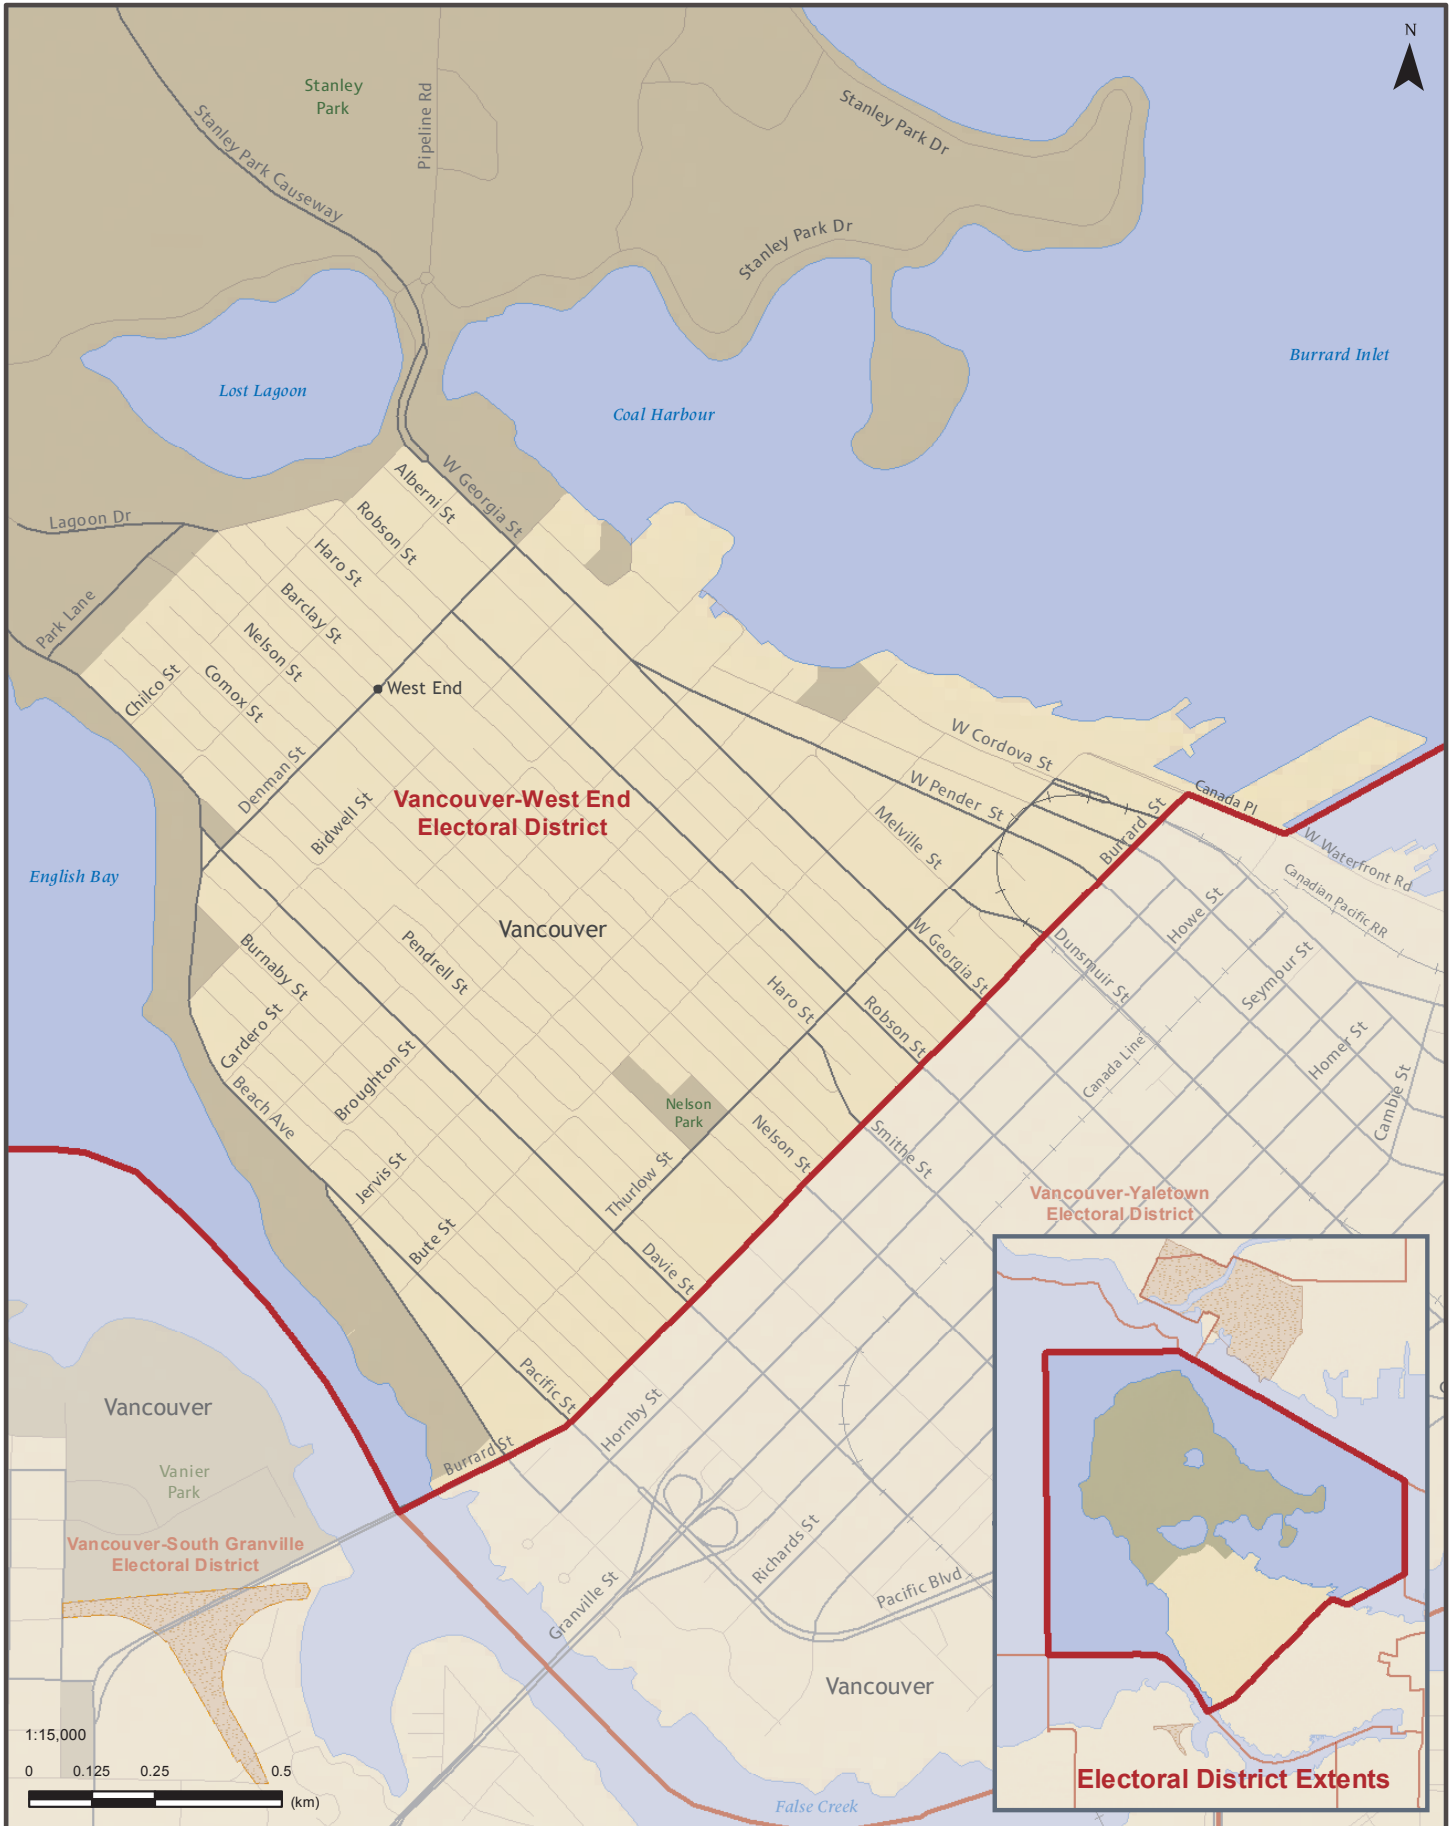 N
Stanley
Park
Pipeline Rd
Stanley Park Causeway
Stanley Park Dr
Stanley Park Dr
Burrard Inlet
Lost Lagoon
Coal Harbour
W Georgia St
Alberni St
Robson St
Lagoon Dr
Haro St
Barclay St
Park Lane
Nelson St
Comox St
Chilco St
West End
Denman St
Bidwell St
Vancouver-West End
Electoral District
W Cordova St
W Pender St
Canada Pl
Melville St
Burrard St
W Waterfront Rd
Canadian Pacific RR
English Bay
Vancouver
Howe St
W Georgia St
Dunsmuir St
Seymour St
Burnaby St
Pendrell St
Haro St
Robson St
Cardero St
Broughton St
Canada Line
Homer St
Cambie St
Beach Ave
Nelson
Park
Nelson St
Smithe St
Jervis St
Thurlow St
Vancouver-Yaletown
Electoral District
Bute St
Davie St
Pacific St
Hornby St
Burrard St
Vancouver
Vanier
Park
Vancouver-South Granville
Electoral District
Richards St
Granville St
Pacific Blvd
Vancouver
False Creek
Electoral District Extents
1:15,000
0 0.125 0.25 0.5
(km)